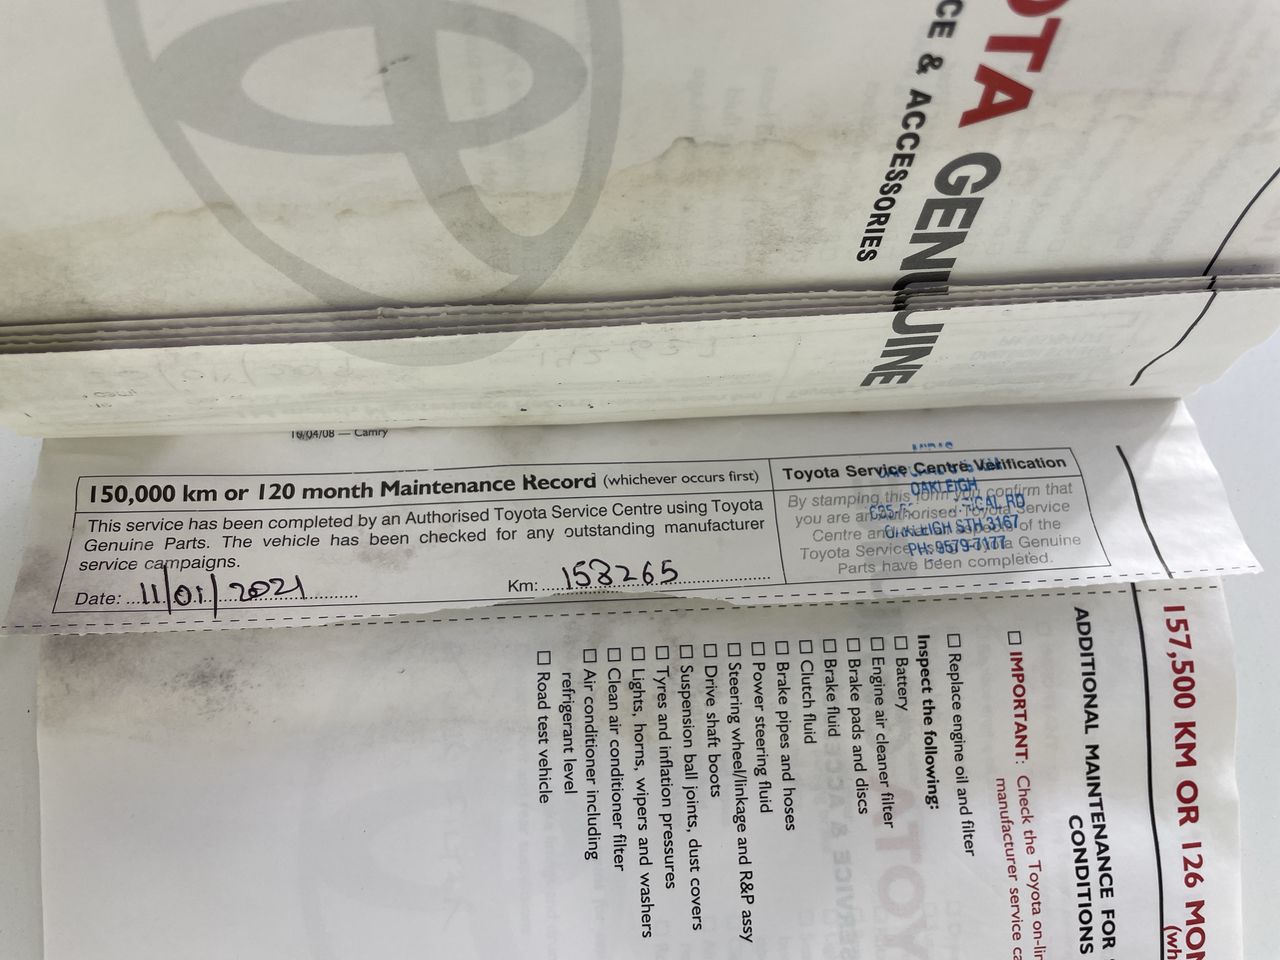 OTA GENUINE
CE & ACCESSORIES
16/04/08 — Camry
150,000 km or 120 month Maintenance Record (whichever occurs first)
This service has been completed by an Authorised Toyota Service Centre using Toyota
Genuine Parts. The vehicle has been checked for any outstanding manufacturer
service campaigns.
Date: 11/01/2021 Km: 158265
Toyota Service Centre Verification
By stamping this form you confirm that
you are an Authorised Toyota Service
Centre and of the
Toyota Service Toyota Genuine
Parts have been completed.
OAKLEIGH
OAKLEIGH STH 3167
PH: 9579-7177
157,500 KM OR 126 MON
(wh
ADDITIONAL MAINTENANCE FOR
CONDITIONS
☐ IMPORTANT: Check the Toyota on-lin
manufacturer service ca
☐ Replace engine oil and filter
Inspect the following:
☐ Battery
☐ Engine air cleaner filter
☐ Brake pads and discs
☐ Brake fluid
☐ Clutch fluid
☐ Brake pipes and hoses
☐ Power steering fluid
☐ Steering wheel/linkage and R&P assy
☐ Drive shaft boots
☐ Suspension ball joints, dust covers
☐ Tyres and inflation pressures
☐ Lights, horns, wipers and washers
☐ Clean air conditioner filter
☐ Air conditioner including
refrigerant level
☐ Road test vehicle